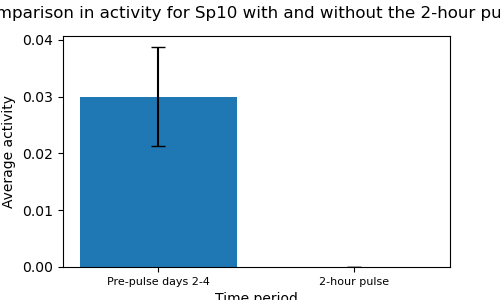 mparison in activity for Sp10 with and without the 2-hour pu
Average activity
0.04
0.03
0.02
0.01
0.00
Pre-pulse days 2-4
2-hour pulse
Time period